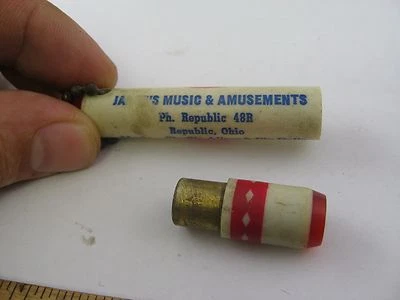 MUSIC & AMUSEMENTS
Ph. Republic 48R
Republic, Ohio